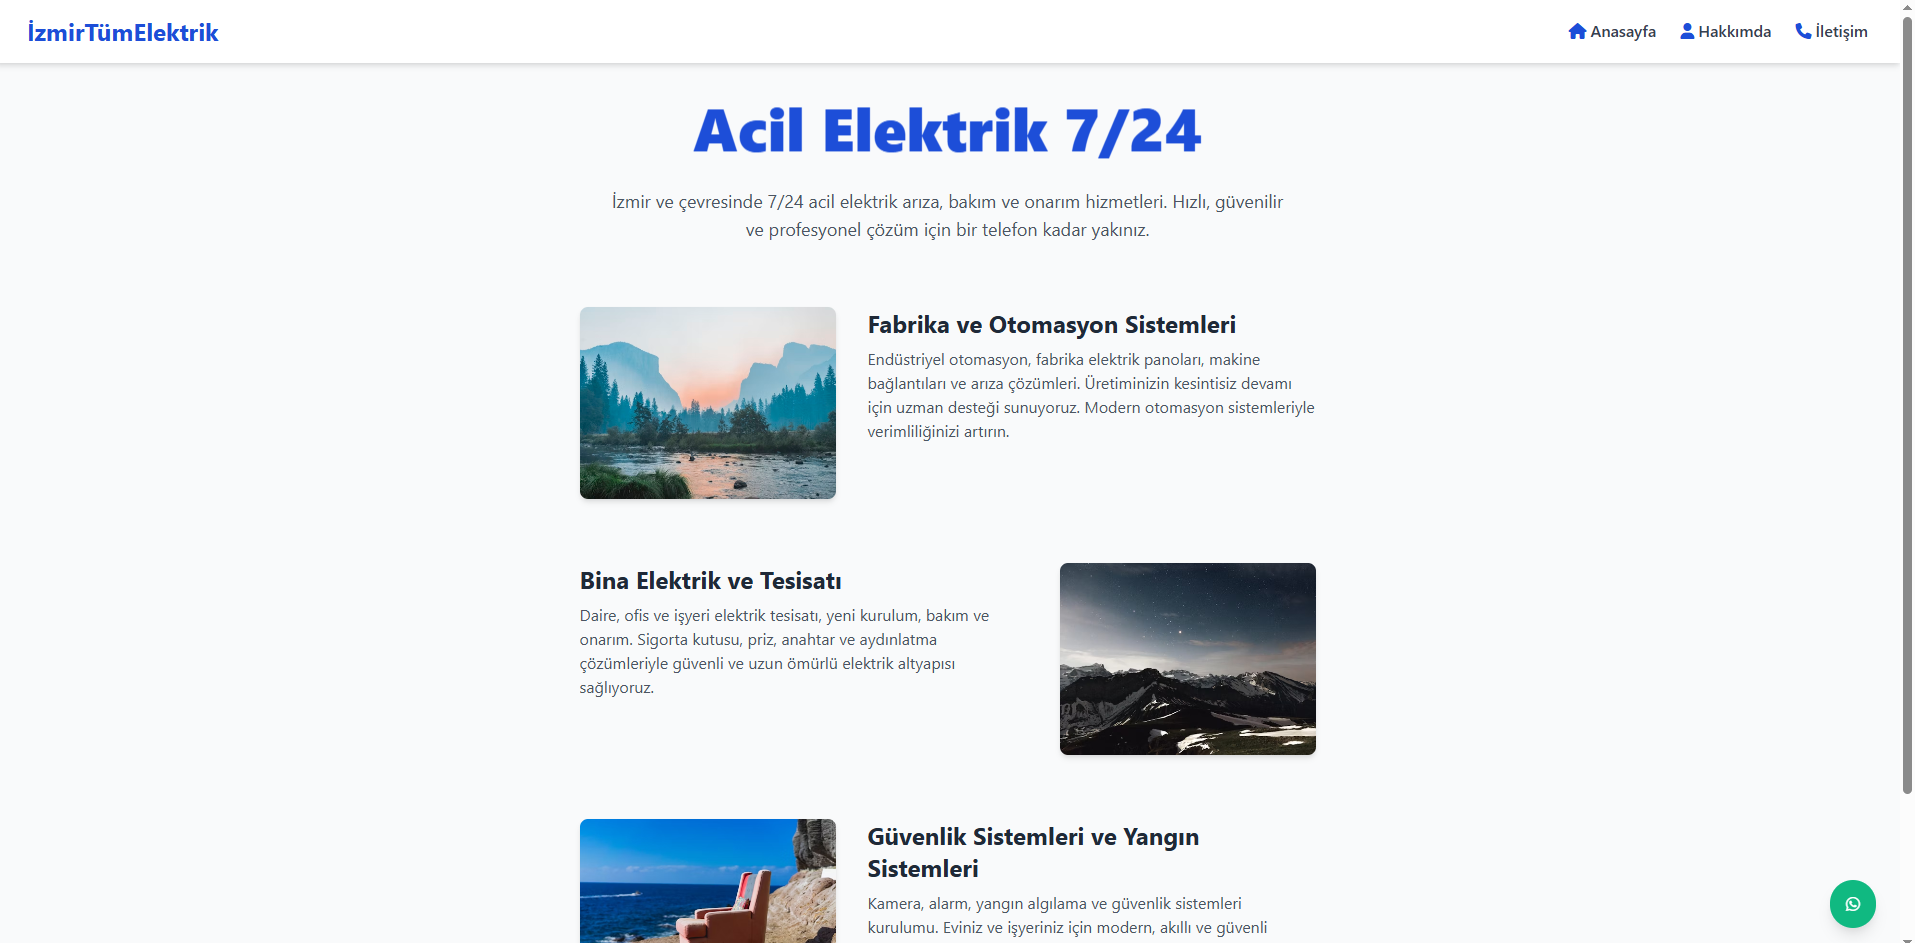 İzmirTümElektrik
Anasayfa
Hakkımda
İletişim
Acil Elektrik 7/24
İzmir ve çevresinde 7/24 acil elektrik arıza, bakım ve onarım hizmetleri. Hızlı, güvenilir
ve profesyonel çözüm için bir telefon kadar yakınız.
Fabrika ve Otomasyon Sistemleri
Endüstriyel otomasyon, fabrika elektrik panoları, makine
bağlantıları ve arıza çözümleri. Üretiminizin kesintisiz devamı
için uzman desteği sunuyoruz. Modern otomasyon sistemleriyle
verimliliğinizi artırın.
Bina Elektrik ve Tesisatı
Daire, ofis ve işyeri elektrik tesisatı, yeni kurulum, bakım ve
onarım. Sigorta kutusu, priz, anahtar ve aydınlatma
çözümleriyle güvenli ve uzun ömürlü elektrik altyapısı
sağlıyoruz.
Güvenlik Sistemleri ve Yangın
Sistemleri
Kamera, alarm, yangın algılama ve güvenlik sistemleri
kurulumu. Eviniz ve işyeriniz için modern, akıllı ve güvenli